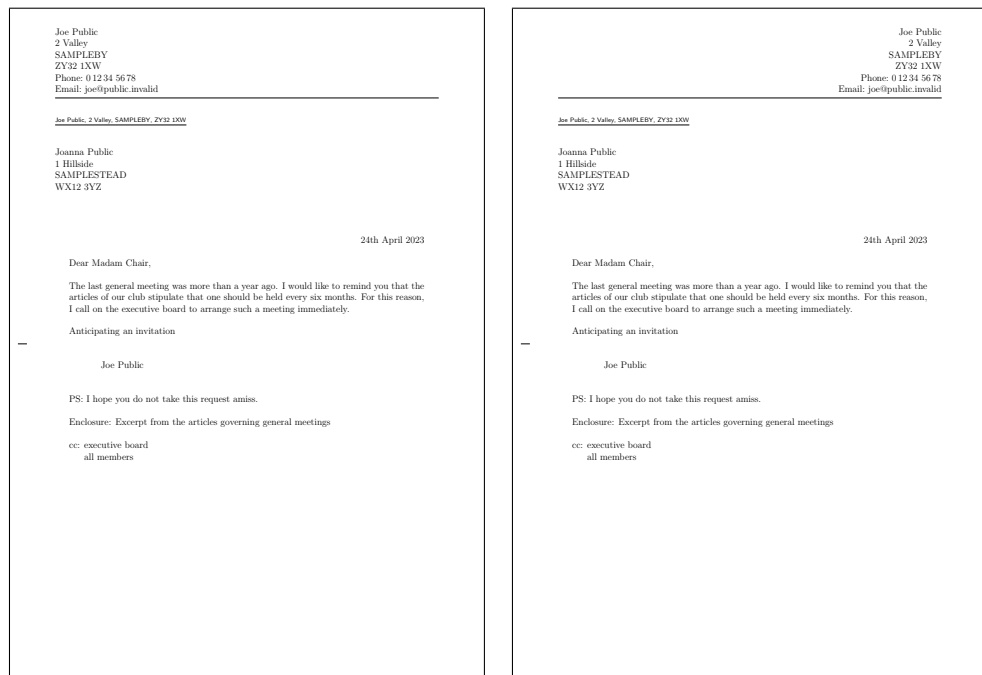 Joe Public
2 Valley
SAMPLEBY
ZY32 1XW
Phone: 0 12 34 56 78
Email: joe@public.invalid
Joe Public, 2 Valley, SAMPLEBY, ZY32 1XW
Joanna Public
1 Hillside
SAMPLESTEAD
WX12 3YZ
24th April 2023
Dear Madam Chair,
The last general meeting was more than a year ago. I would like to remind you that the
articles of our club stipulate that one should be held every six months. For this reason,
I call on the executive board to arrange such a meeting immediately.
Anticipating an invitation
Joe Public
PS: I hope you do not take this request amiss.
Enclosure: Excerpt from the articles governing general meetings
cc: executive board
all members
Joe Public
2 Valley
SAMPLEBY
ZY32 1XW
Phone: 0 12 34 56 78
Email: joe@public.invalid
Joe Public, 2 Valley, SAMPLEBY, ZY32 1XW
Joanna Public
1 Hillside
SAMPLESTEAD
WX12 3YZ
24th April 2023
Dear Madam Chair,
The last general meeting was more than a year ago. I would like to remind you that the
articles of our club stipulate that one should be held every six months. For this reason,
I call on the executive board to arrange such a meeting immediately.
Anticipating an invitation
Joe Public
PS: I hope you do not take this request amiss.
Enclosure: Excerpt from the articles governing general meetings
cc: executive board
all members